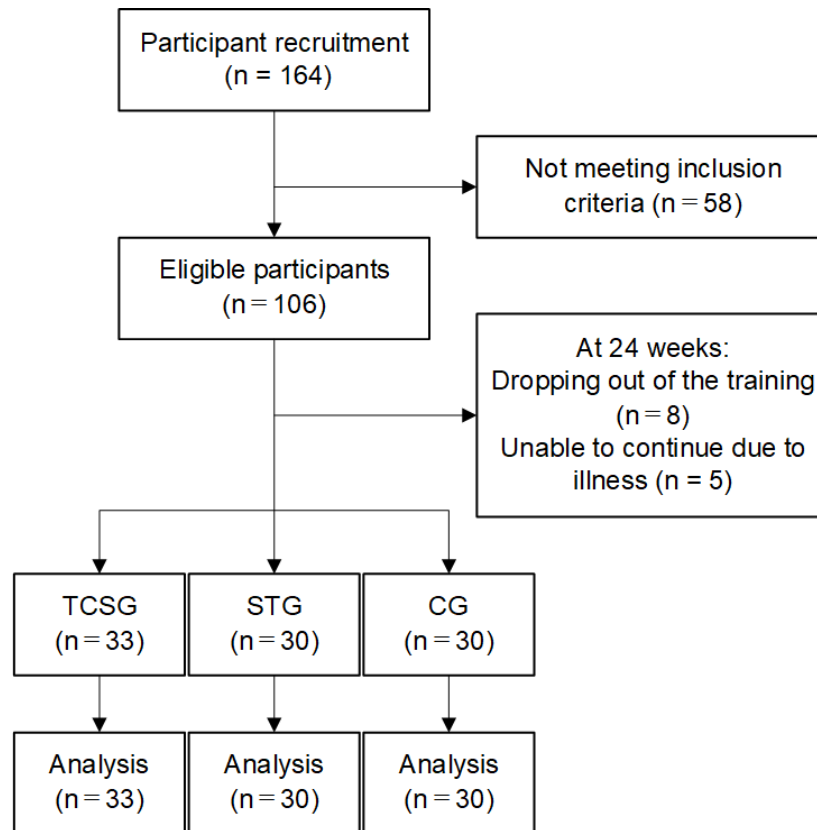 Participant recruitment
(n = 164)
Not meeting inclusion
criteria (n = 58)
Eligible participants
(n = 106)
At 24 weeks:
Dropping out of the training
(n = 8)
Unable to continue due to
illness (n = 5)
TCSG
(n = 33)
STG
(n = 30)
CG
(n = 30)
Analysis
(n = 33)
Analysis
(n = 30)
Analysis
(n = 30)